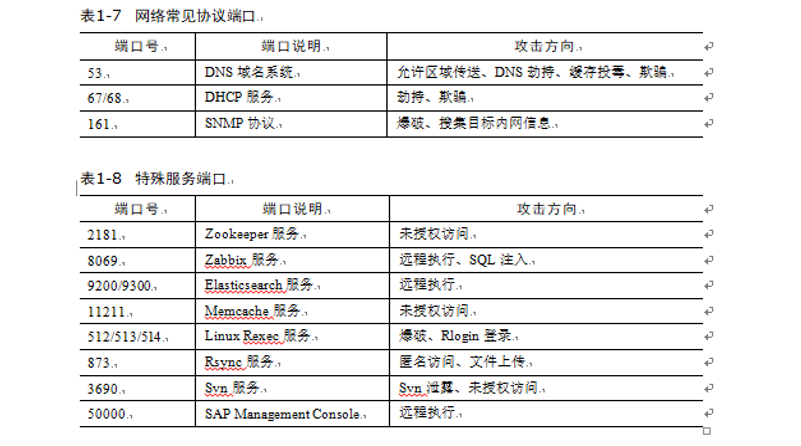 表1-7 网络常见协议端口
端口号 端口说明 攻击方向
53 DNS 域名系统 允许区域传送、DNS 劫持、缓存投毒、欺骗
67/68 DHCP 服务 劫持、欺骗
161 SNMP 协议 爆破、搜集目标内网信息
表1-8 特殊服务端口
端口号 端口说明 攻击方向
2181 Zookeeper 服务 未授权访问
8069 Zabbix 服务 远程执行、SQL 注入
9200/9300 Elasticsearch 服务 远程执行
11211 Memcache 服务 未授权访问
512/513/514 Linux Rexec 服务 爆破、Rlogin 登录
873 Rsync 服务 匿名访问、文件上传
3690 Svn 服务 Svn 泄露、未授权访问
50000 SAP Management Console 远程执行